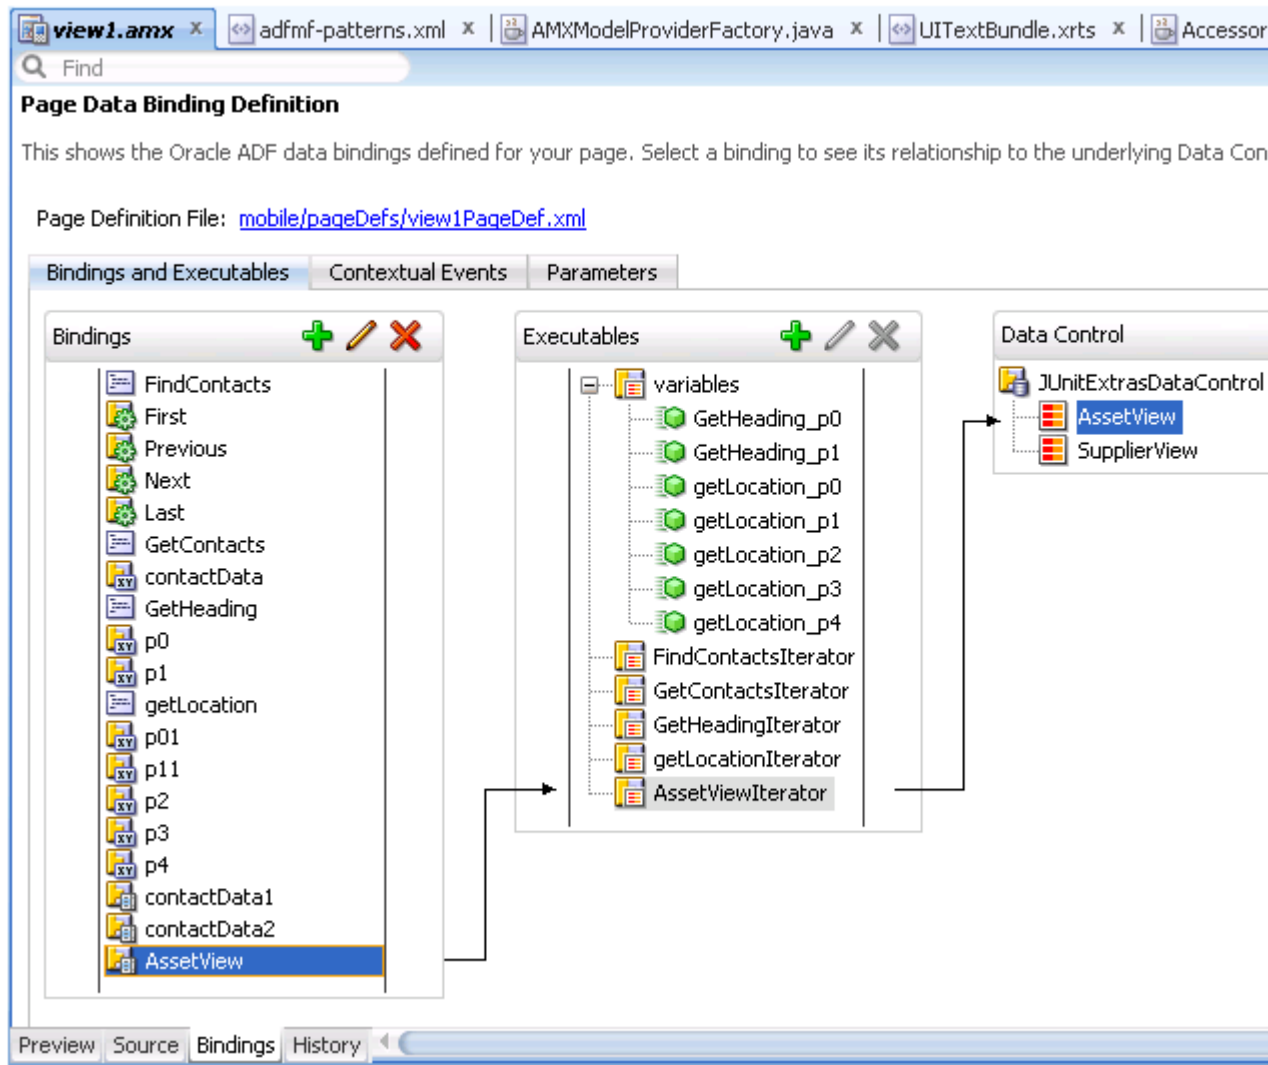 view1.amx x adfmf-patterns.xml x AMXModelProviderFactory.java x UITextBundle.xrts x Accessor
Find
Page Data Binding Definition
This shows the Oracle ADF data bindings defined for your page. Select a binding to see its relationship to the underlying Data Con
Page Definition File: mobile/pageDefs/view1PageDef.xml
Bindings and Executables Contextual Events Parameters
Bindings
FindContacts
First
Previous
Next
Last
GetContacts
contactData
GetHeading
p0
p1
getLocation
p01
p11
p2
p3
p4
contactData1
contactData2
AssetView
Executables
variables
GetHeading_p0
GetHeading_p1
getLocation_p0
getLocation_p1
getLocation_p2
getLocation_p3
getLocation_p4
FindContactsIterator
GetContactsIterator
GetHeadingIterator
getLocationIterator
AssetViewIterator
Data Control
JUnitExtrasDataControl
AssetView
SupplierView
Preview Source Bindings History